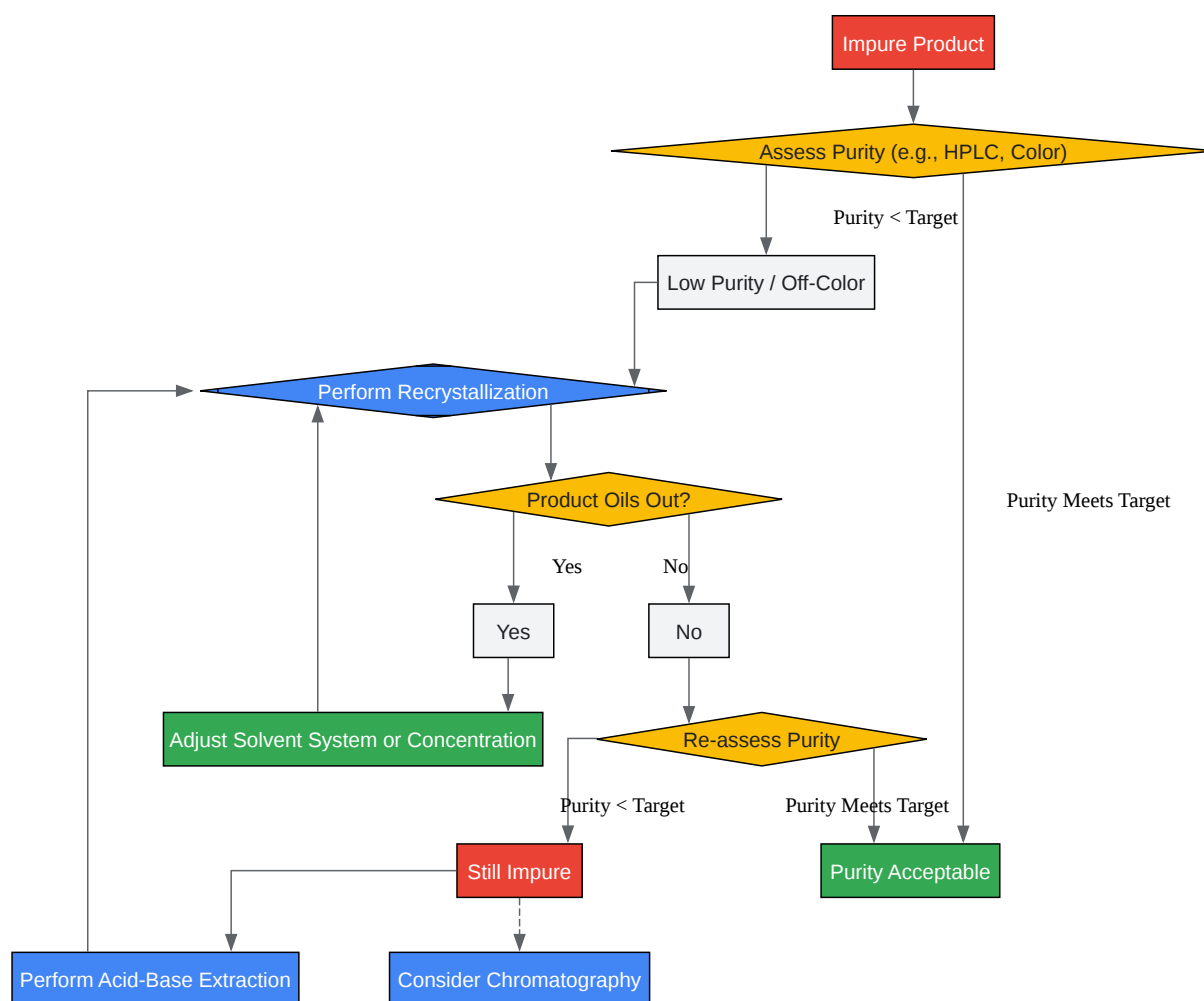 Impure Product
Assess Purity (e.g., HPLC, Color)
Purity < Target
Low Purity / Off-Color
Perform Recrystallization
Product Oils Out?
Purity Meets Target
Yes
No
Yes
No
Adjust Solvent System or Concentration
Re-assess Purity
Purity < Target
Purity Meets Target
Still Impure
Purity Acceptable
Perform Acid-Base Extraction
Consider Chromatography